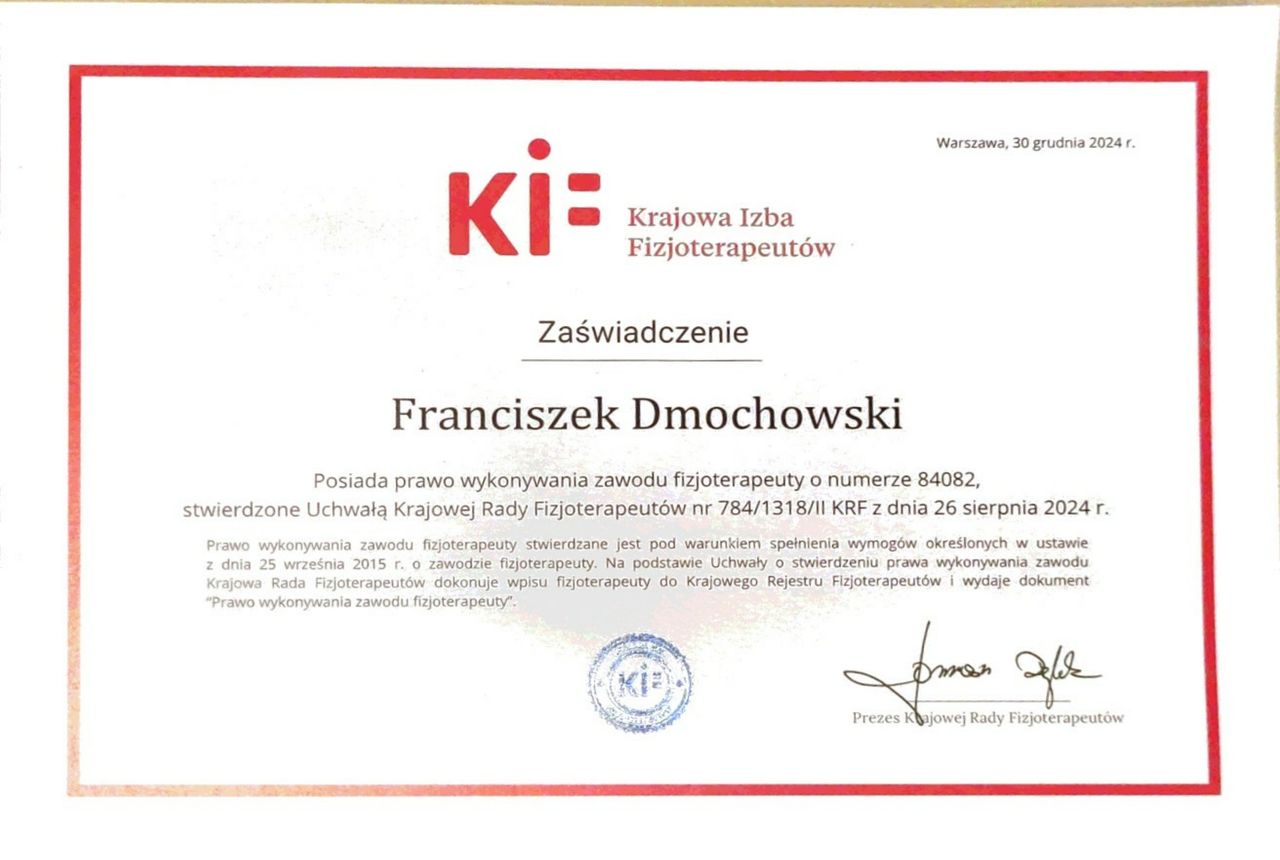 Warszawa, 30 grudnia 2024 r.
KIF
Krajowa Izba
Fizjoterapeutów
Zaświadczenie
Franciszek Dmochowski
Posiada prawo wykonywania zawodu fizjoterapeuty o numerze 84082,
stwierdzone Uchwałą Krajowej Rady Fizjoterapeutów nr 784/1318/II KRF z dnia 26 sierpnia 2024 r.
Prawo wykonywania zawodu fizjoterapeuty stwierdzane jest pod warunkiem spełnienia wymogów określonych w ustawie
z dnia 25 września 2015 r. o zawodzie fizjoterapeuty. Na podstawie Uchwały o stwierdzeniu prawa wykonywania zawodu
Krajowa Rada Fizjoterapeutów dokonuje wpisu fizjoterapeuty do Krajowego Rejestru Fizjoterapeutów i wydaje dokument
“Prawo wykonywania zawodu fizjoterapeuty”.
KIF
Prezes Krajowej Rady Fizjoterapeutów